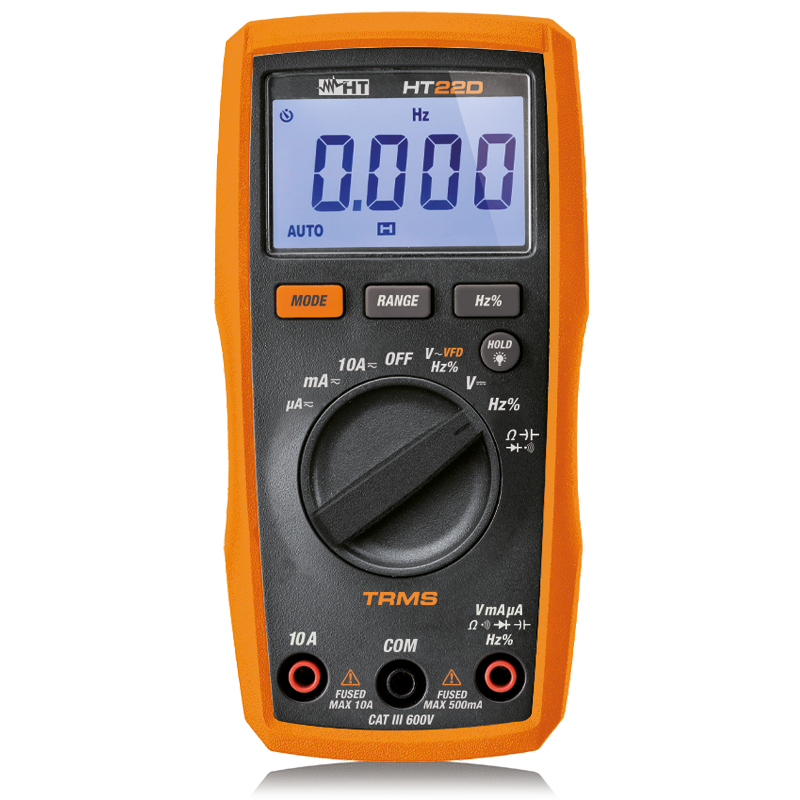 HT HT22D
Hz
0.000
AUTO H
MODE RANGE Hz%
HOLD
10A≂ OFF V~VFD
Hz%
mA≂ V⎓
µA≂ Hz%
Ω
TRMS
VmAµA
Ω
10A COM Hz%
FUSED FUSED
MAX 10A MAX 500mA
CAT III 600V